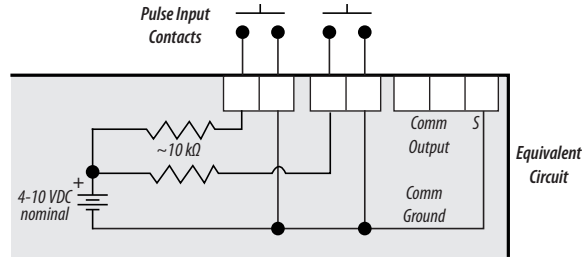 Pulse Input
Contacts
~10 kΩ
Comm
Output
S
Equivalent
Circuit
+
4-10 VDC
nominal
Comm
Ground